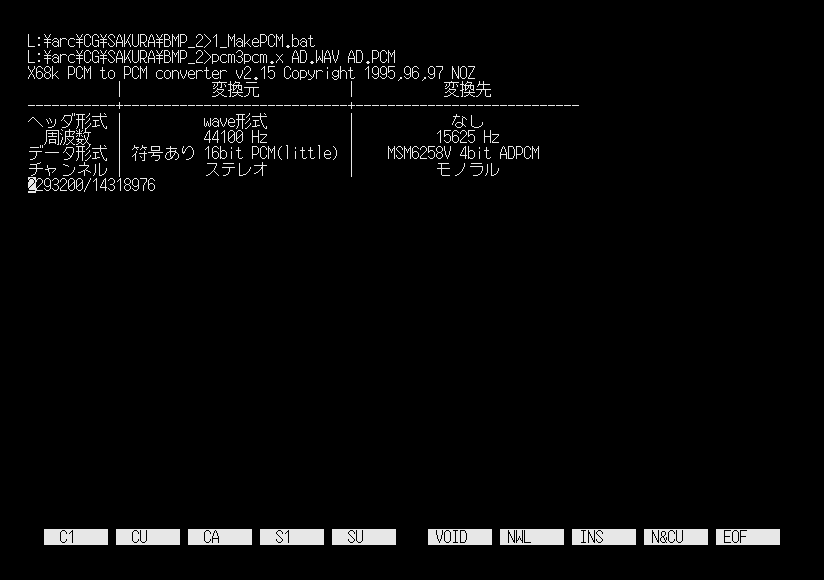 L:¥arc¥CG¥SAKURA¥BMP_2>1_MakePCM.bat
L:¥arc¥CG¥SAKURA¥BMP_2>pcm3pcm.x AD.WAV AD.PCM
X68k PCM to PCM converter v2.15 Copyright 1995,96,97 NOZ
| 変換元 | 変換先
------------+-----------------------------+----------------------------
ヘッダ形式 | wave形式 | なし
周波数 | 44100 Hz | 15625 Hz
データ形式 | 符号あり 16bit PCM(little) | MSM6258V 4bit ADPCM
チャンネル | ステレオ | モノラル
293200/14318976
C1 CU CA S1 SU VOID NWL INS N&CU EOF